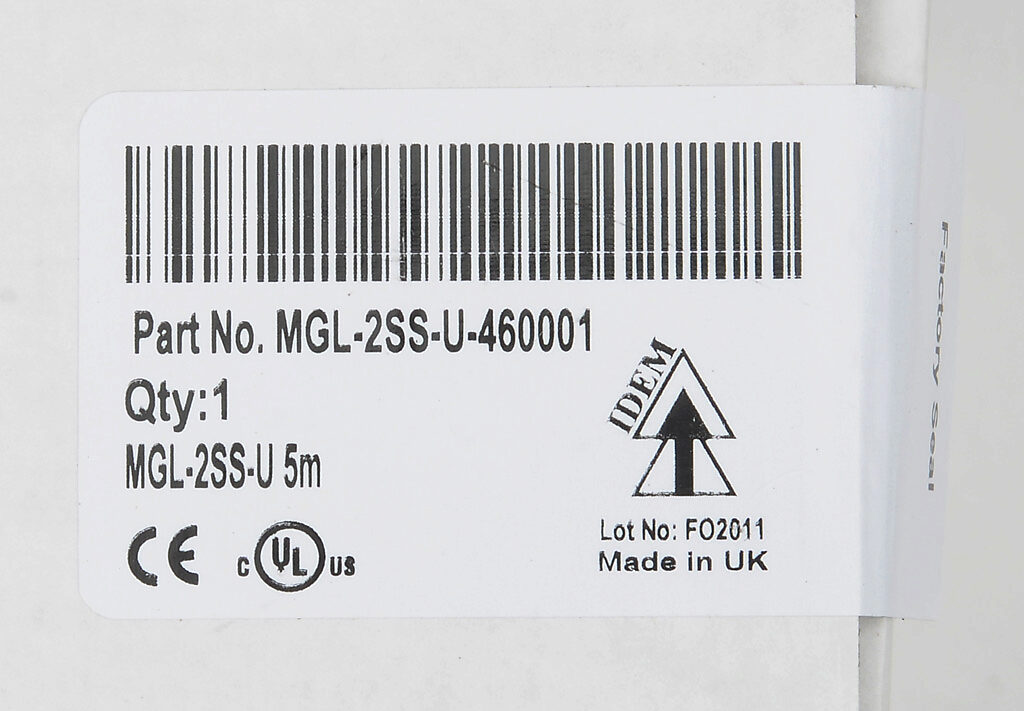 Part No. MGL-2SS-U-460001
Qty:1
MGL-2SS-U 5m
CE
C UL US
IDEM
Lot No: FO2011
Made in UK
Factory Seal